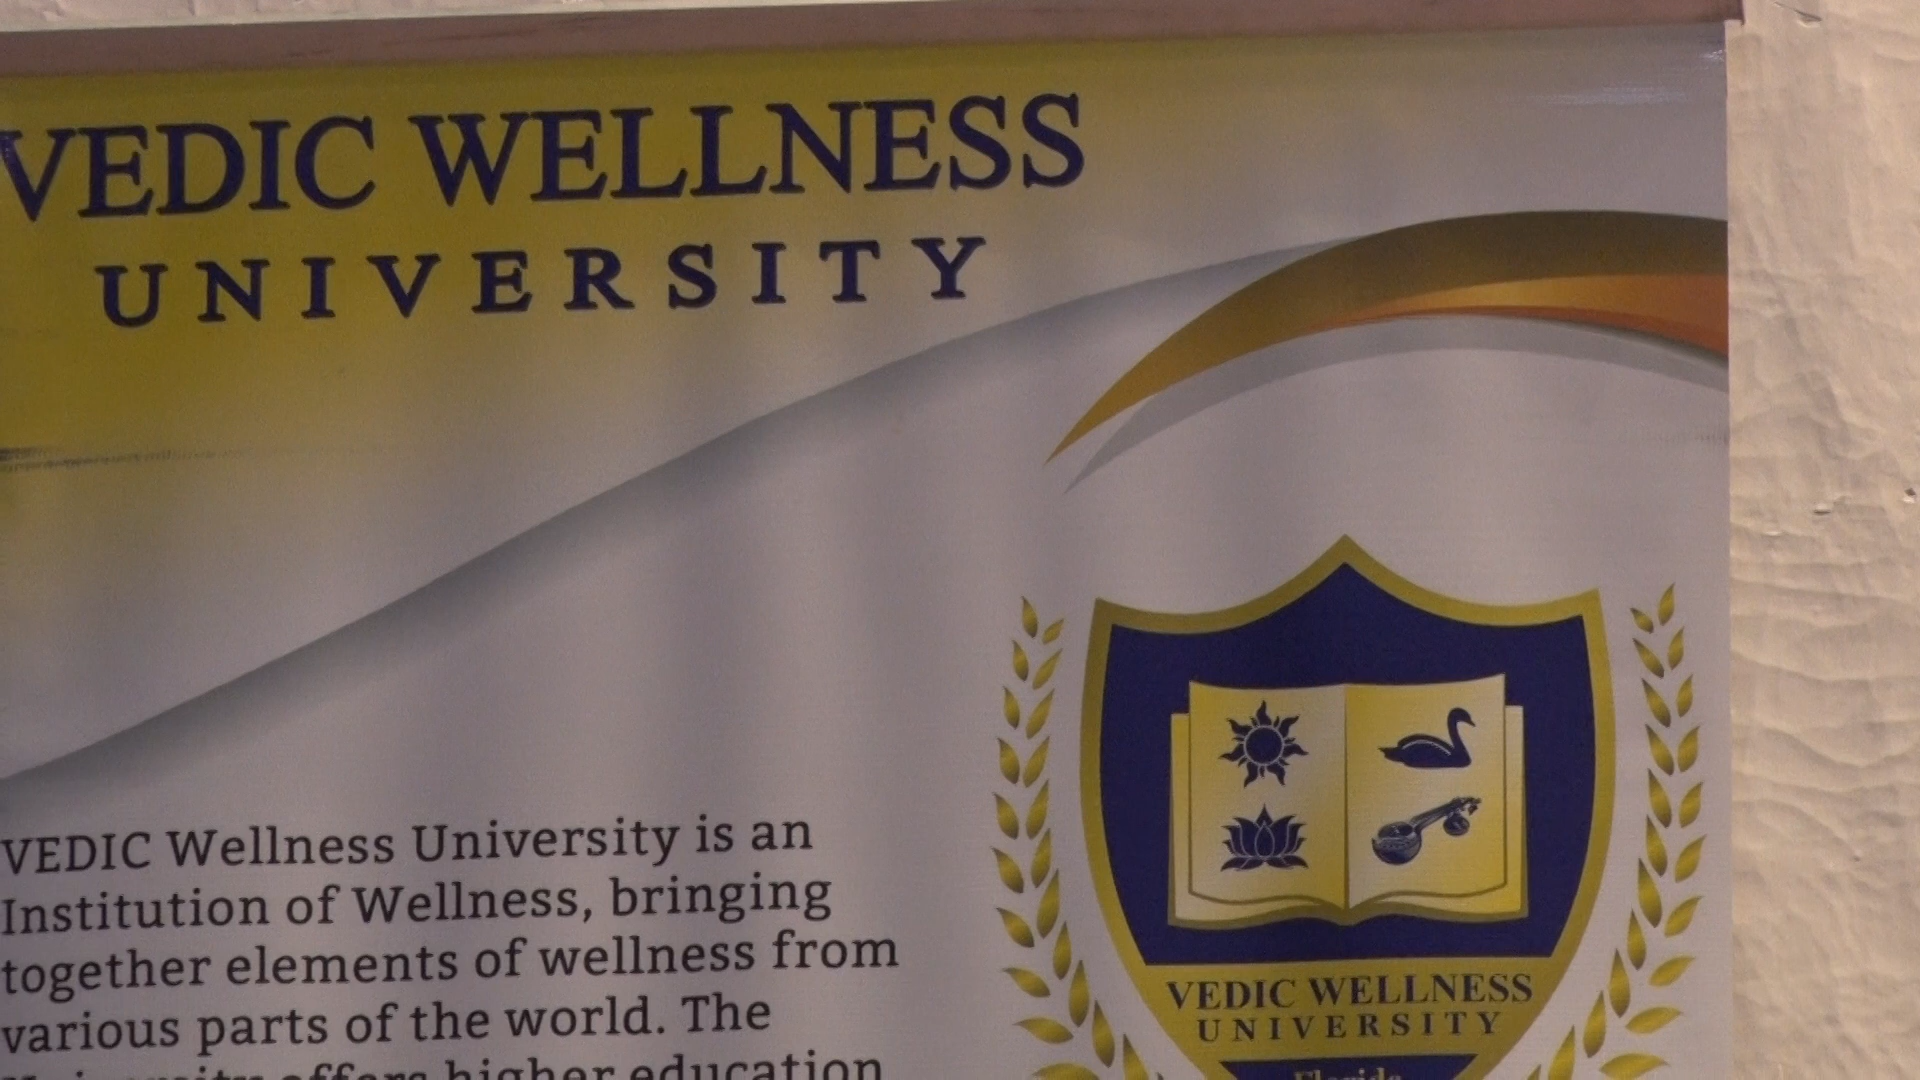 VEDIC WELLNESS
UNIVERSITY
VEDIC Wellness University is an
Institution of Wellness, bringing
together elements of wellness from
various parts of the world. The
University offers higher education
VEDIC WELLNESS
UNIVERSITY
Florida